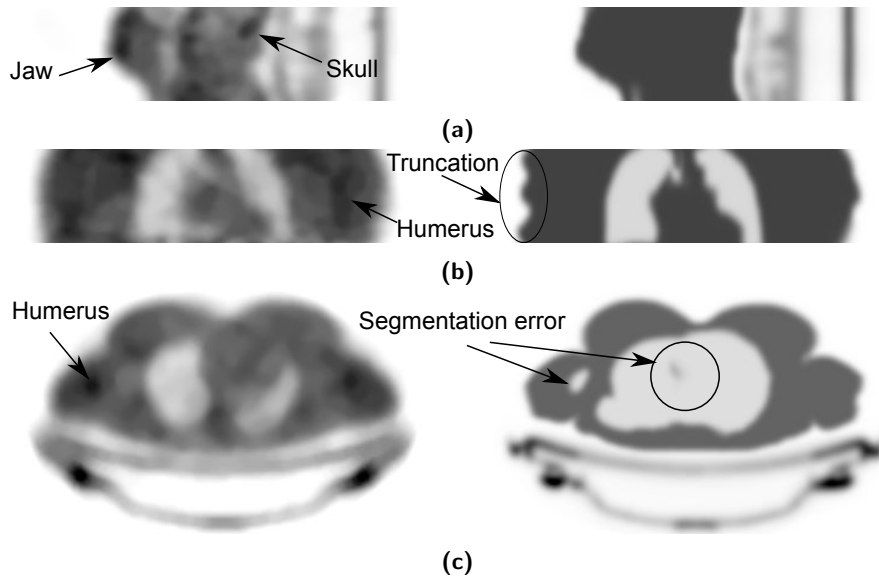 Jaw
Skull
(a)
Truncation
Humerus
(b)
Humerus
Segmentation error
(c)